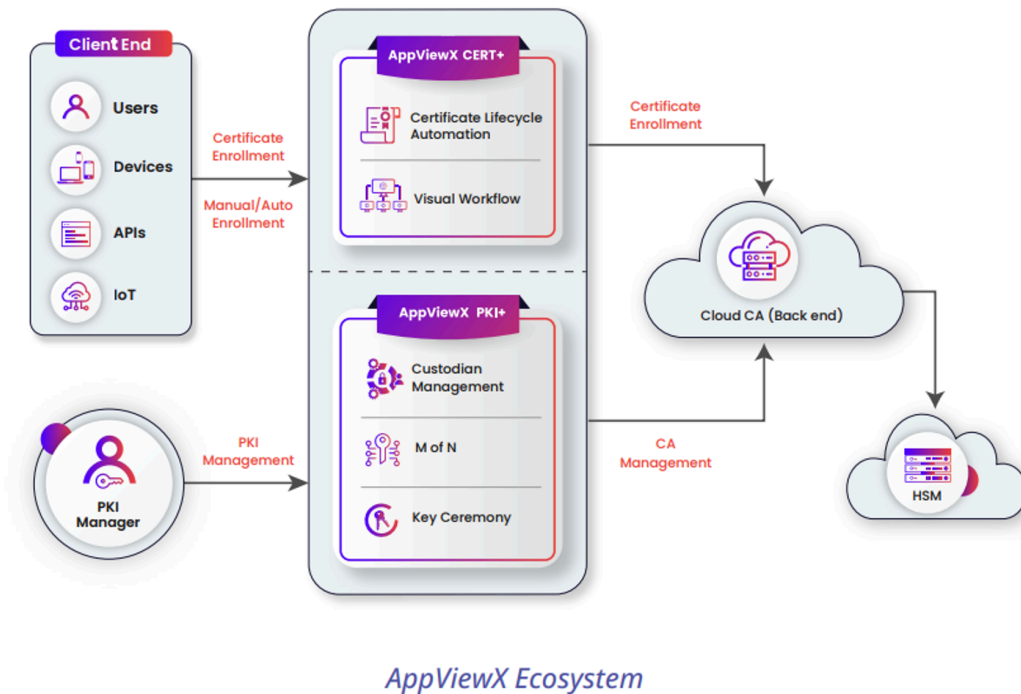 Client End
Users
Devices
APIs
IoT
Certificate
Enrollment
Manual/Auto
Enrollment
AppViewX CERT+
Certificate Lifecycle
Automation
Visual Workflow
Certificate
Enrollment
Cloud CA (Back end)
AppViewX PKI+
Custodian
Management
M of N
Key Ceremony
PKI
Manager
PKI
Management
CA
Management
HSM
AppViewX Ecosystem